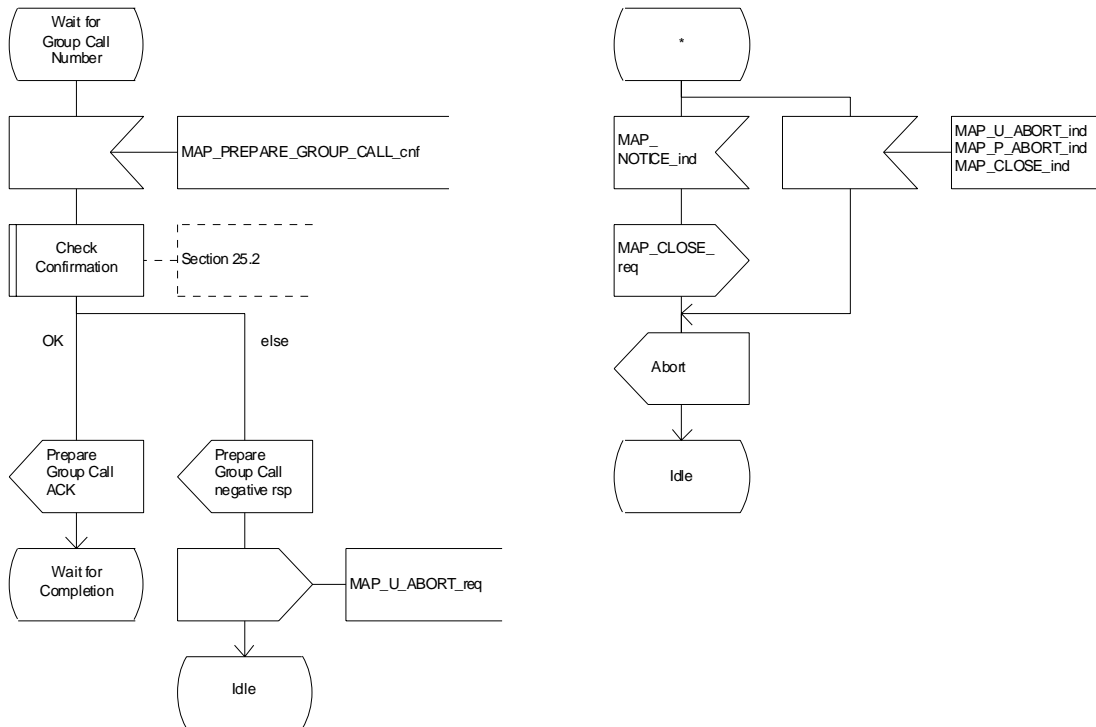 Wait for
Group Call
Number
MAP_PREPARE_GROUP_CALL_cnf
Check
Confirmation
Section 25.2
OK
else
Prepare
Group Call
ACK
Prepare
Group Call
negative rsp
Wait for
Completion
MAP_U_ABORT_req
Idle
*
MAP_
NOTICE_ind
MAP_U_ABORT_ind
MAP_P_ABORT_ind
MAP_CLOSE_ind
MAP_CLOSE_
req
Abort
Idle